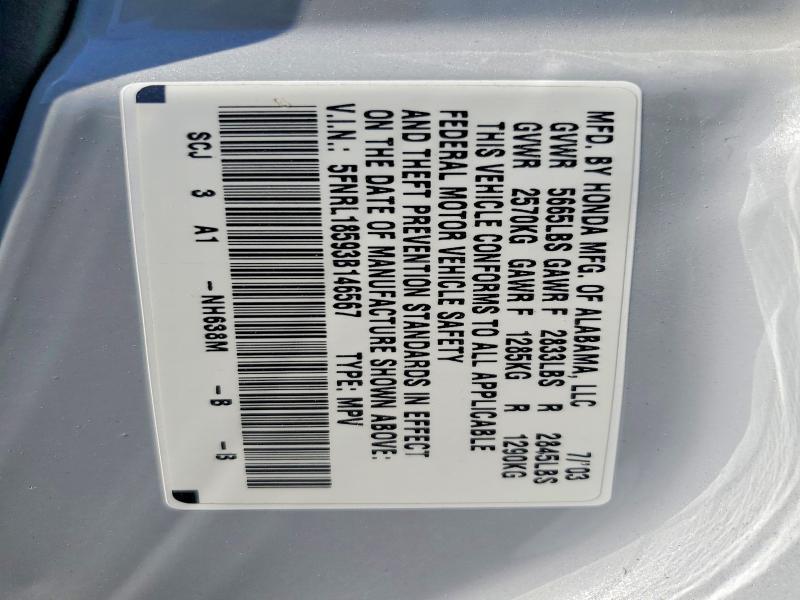 MFD. BY HONDA MFG. OF ALABAMA, LLC 7/'03
GVWR 5665LBS GAWR F 2833LBS R 2845LBS
GVWR 2570KG GAWR F 1285KG R 1290KG
THIS VEHICLE CONFORMS TO ALL APPLICABLE
FEDERAL MOTOR VEHICLE SAFETY
AND THEFT PREVENTION STANDARDS IN EFFECT
ON THE DATE OF MANUFACTURE SHOWN ABOVE:
V.I.N.: 5FNRL18593B146567 TYPE: MPV
SCJ 3 A1 -NH638M -B -B